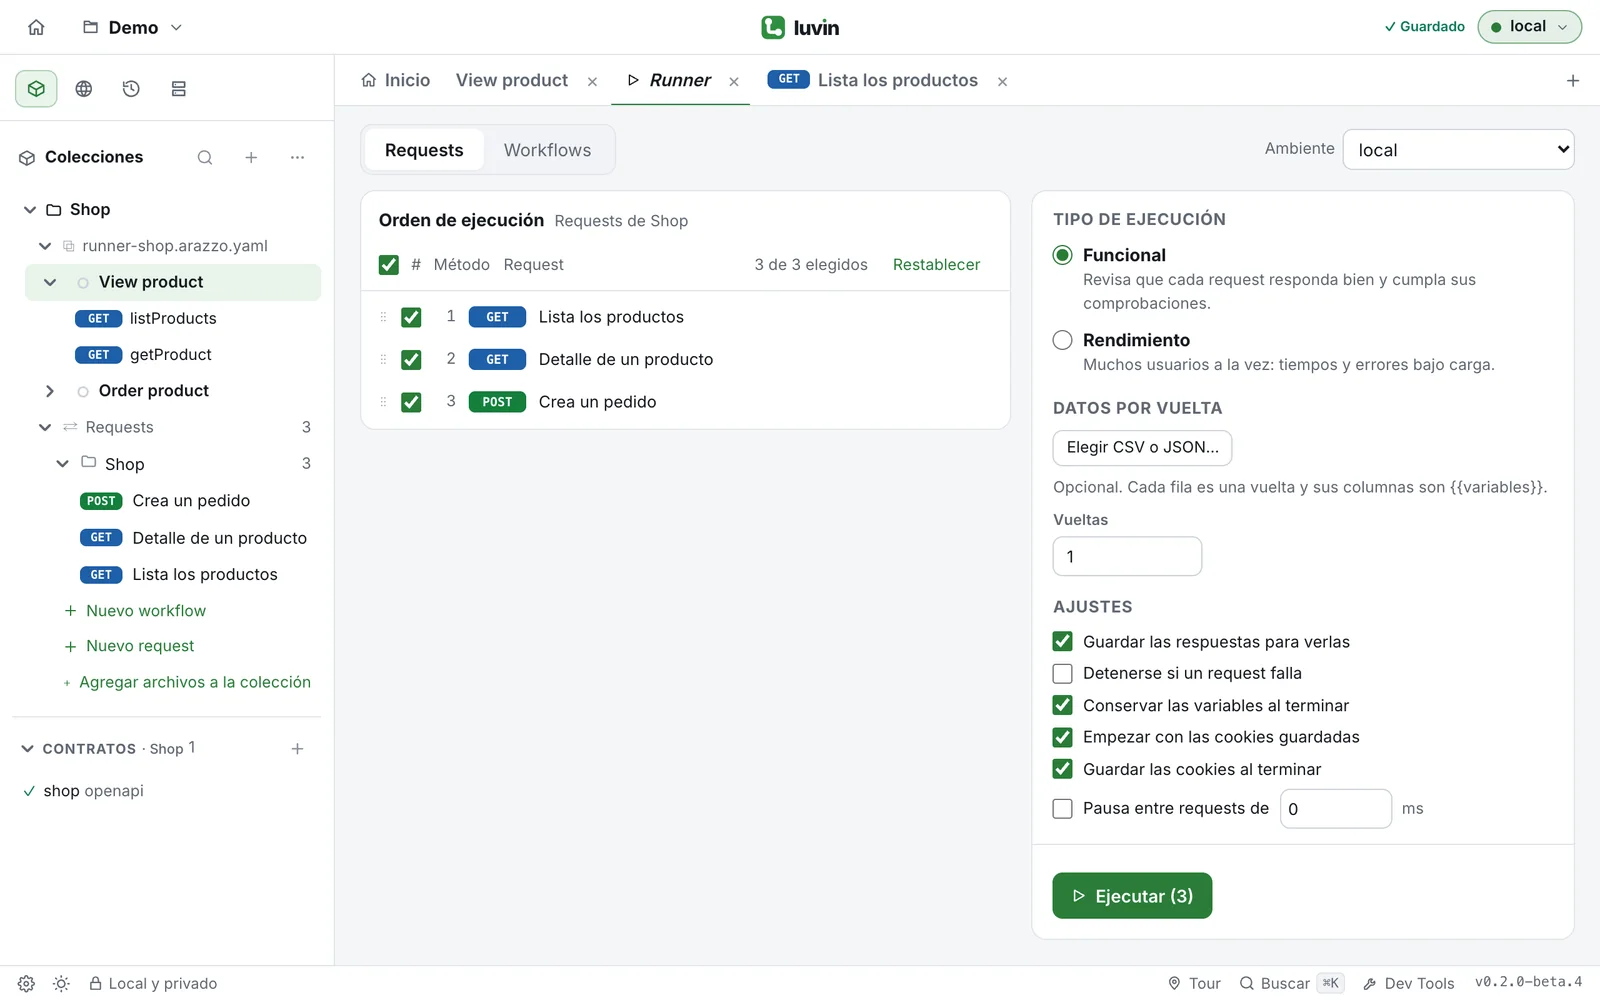 Demo
luvin
Guardado
local
Inicio
View product
Runner
GET Lista los productos
Colecciones
Shop
runner-shop.arazzo.yaml
View product
GET listProducts
GET getProduct
Order product
Requests 3
Shop 3
POST Crea un pedido
GET Detalle de un producto
GET Lista los productos
+ Nuevo workflow
+ Nuevo request
+ Agregar archivos a la colección
CONTRATOS · Shop 1
shop openapi
Requests
Workflows
Ambiente local
Orden de ejecución Requests de Shop
# Método Request 3 de 3 elegidos Restablecer
1 GET Lista los productos
2 GET Detalle de un producto
3 POST Crea un pedido
TIPO DE EJECUCIÓN
Funcional
Revisa que cada request responda bien y cumpla sus
comprobaciones.
Rendimiento
Muchos usuarios a la vez: tiempos y errores bajo carga.
DATOS POR VUELTA
Elegir CSV o JSON...
Opcional. Cada fila es una vuelta y sus columnas son {{variables}}.
Vueltas
1
AJUSTES
Guardar las respuestas para verlas
Detenerse si un request falla
Conservar las variables al terminar
Empezar con las cookies guardadas
Guardar las cookies al terminar
Pausa entre requests de 0 ms
Ejecutar (3)
Local y privado
Tour
Buscar ⌘K
Dev Tools
v0.2.0-beta.4